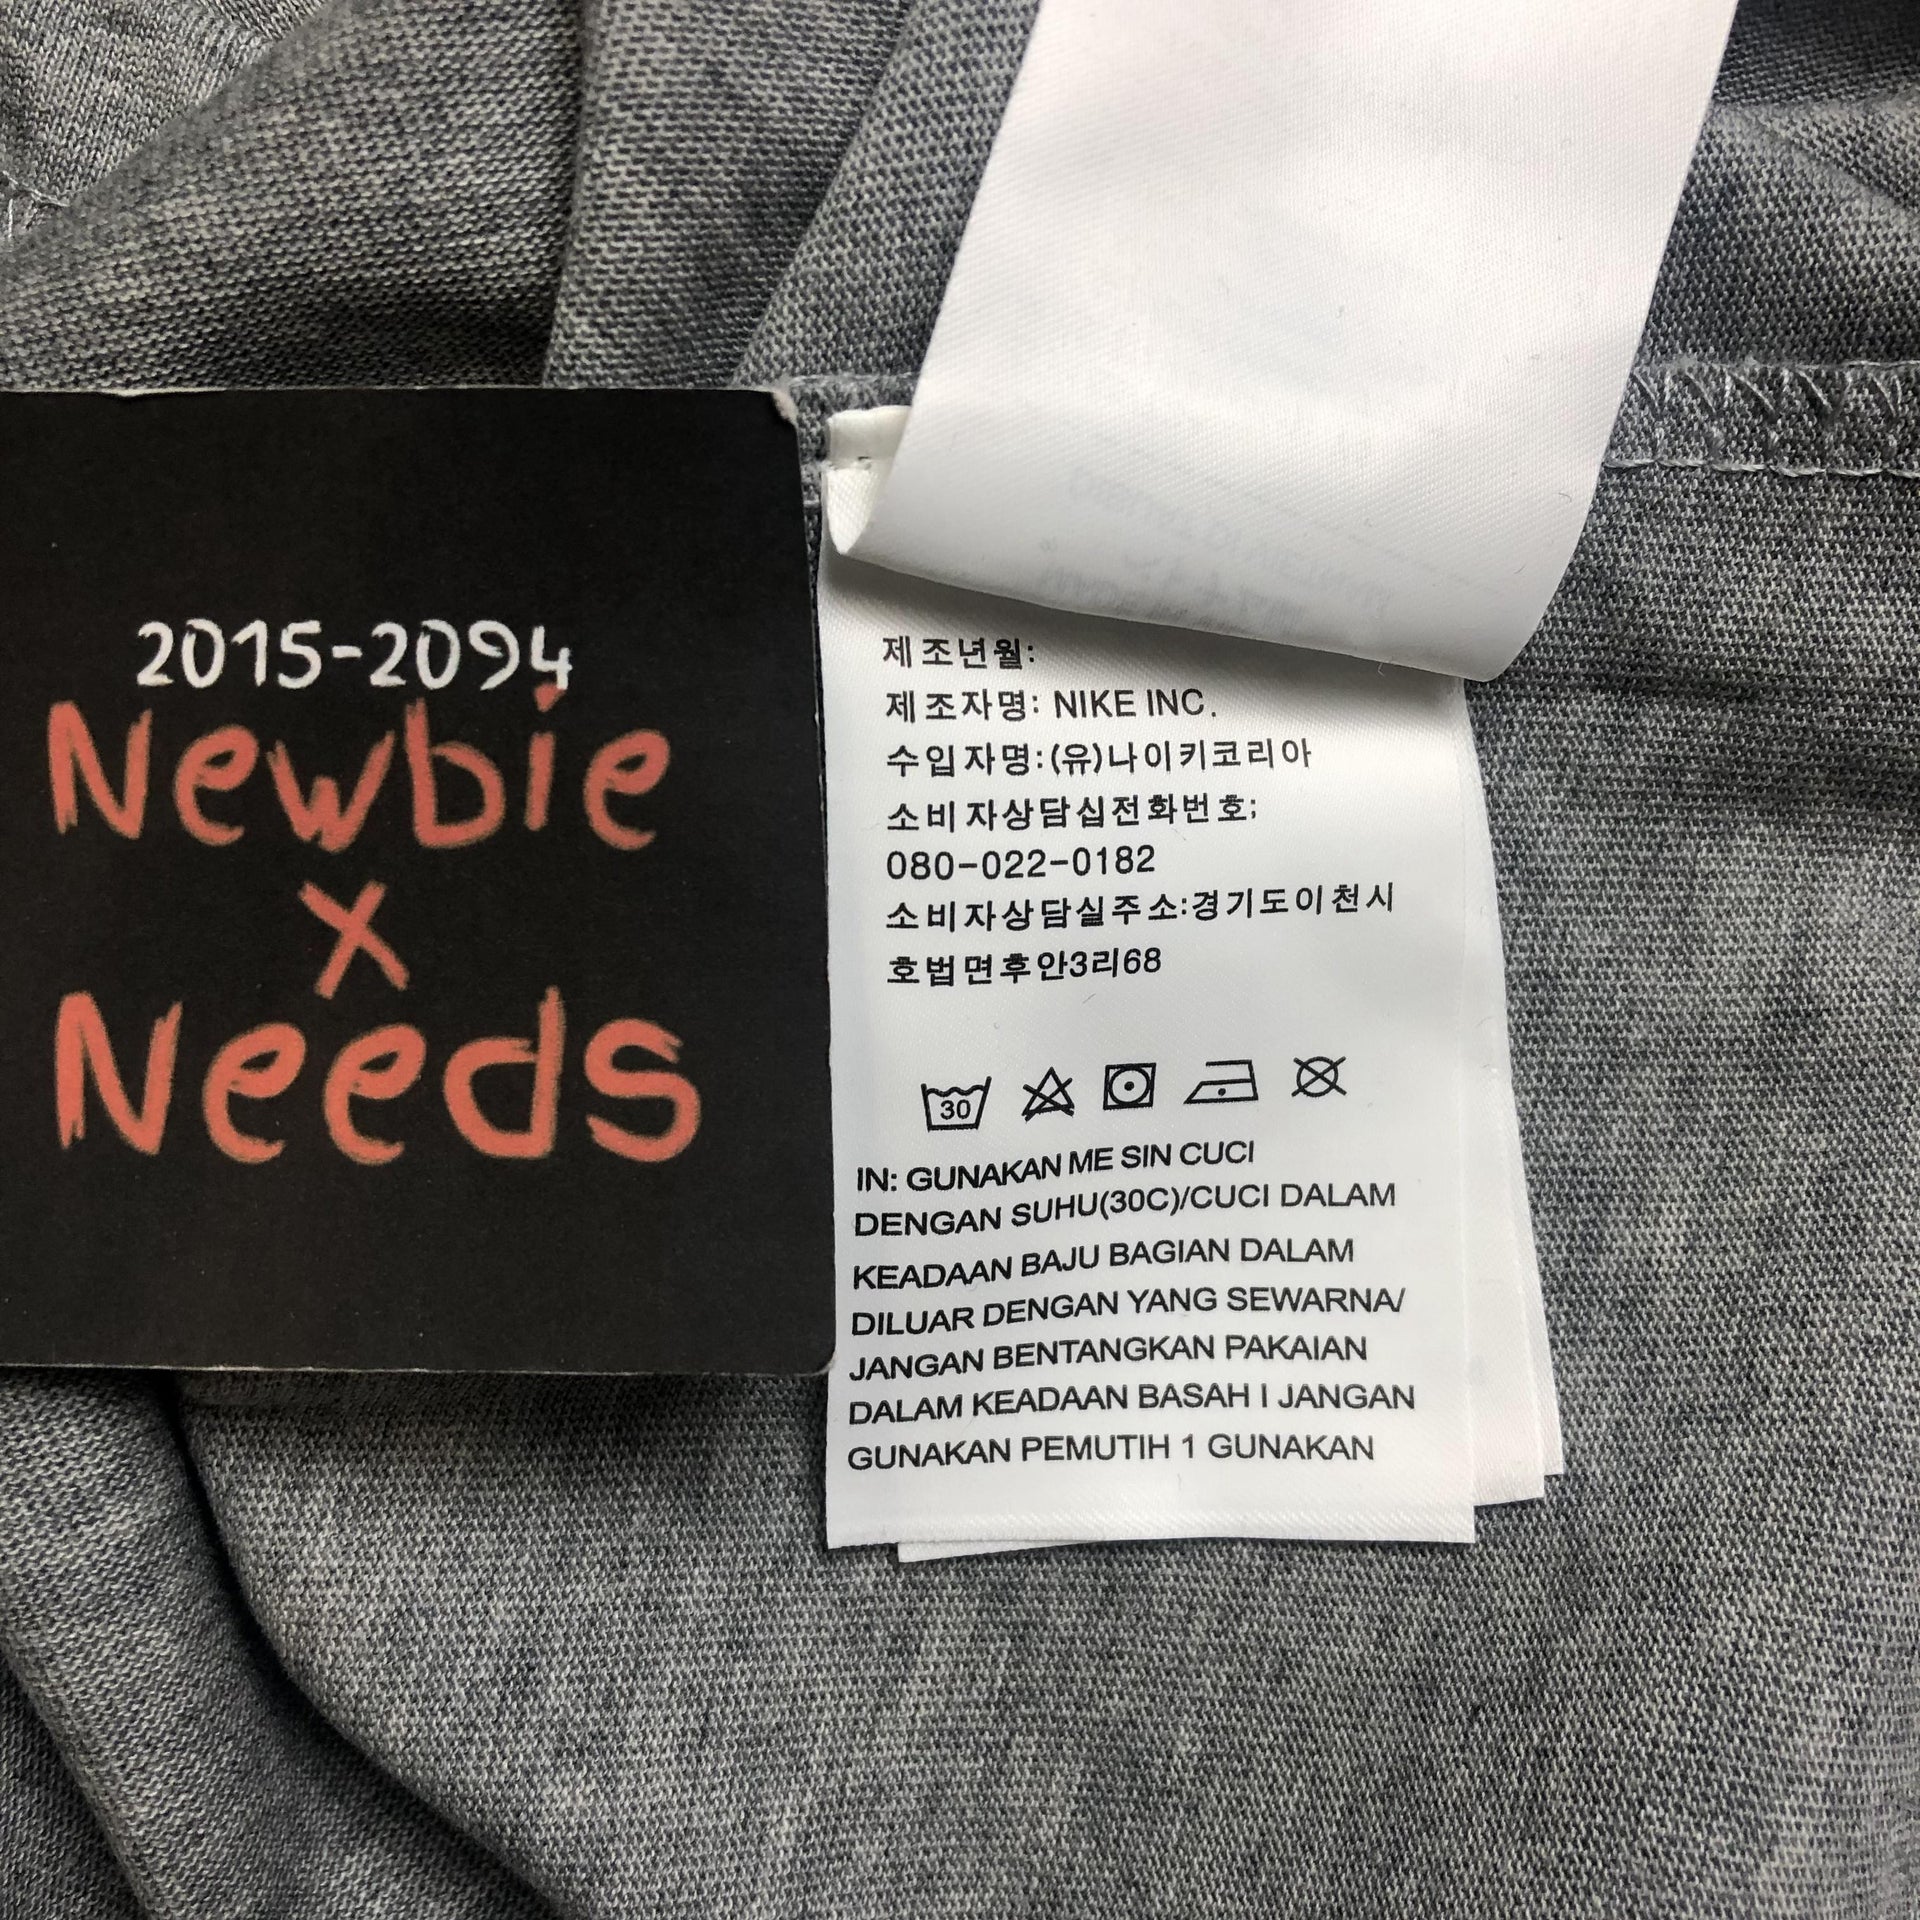 2015-2094
Newbie
x
Needs
제조년월:
제조자명: NIKE INC.
수입자명:(유)나이키코리아
소비자상담십전화번호;
080-022-0182
소비자상담실주소:경기도이천시
호법면후안3리68
30
IN: GUNAKAN ME SIN CUCI
DENGAN SUHU(30C)/CUCI DALAM
KEADAAN BAJU BAGIAN DALAM
DILUAR DENGAN YANG SEWARNA/
JANGAN BENTANGKAN PAKAIAN
DALAM KEADAAN BASAH I JANGAN
GUNAKAN PEMUTIH 1 GUNAKAN